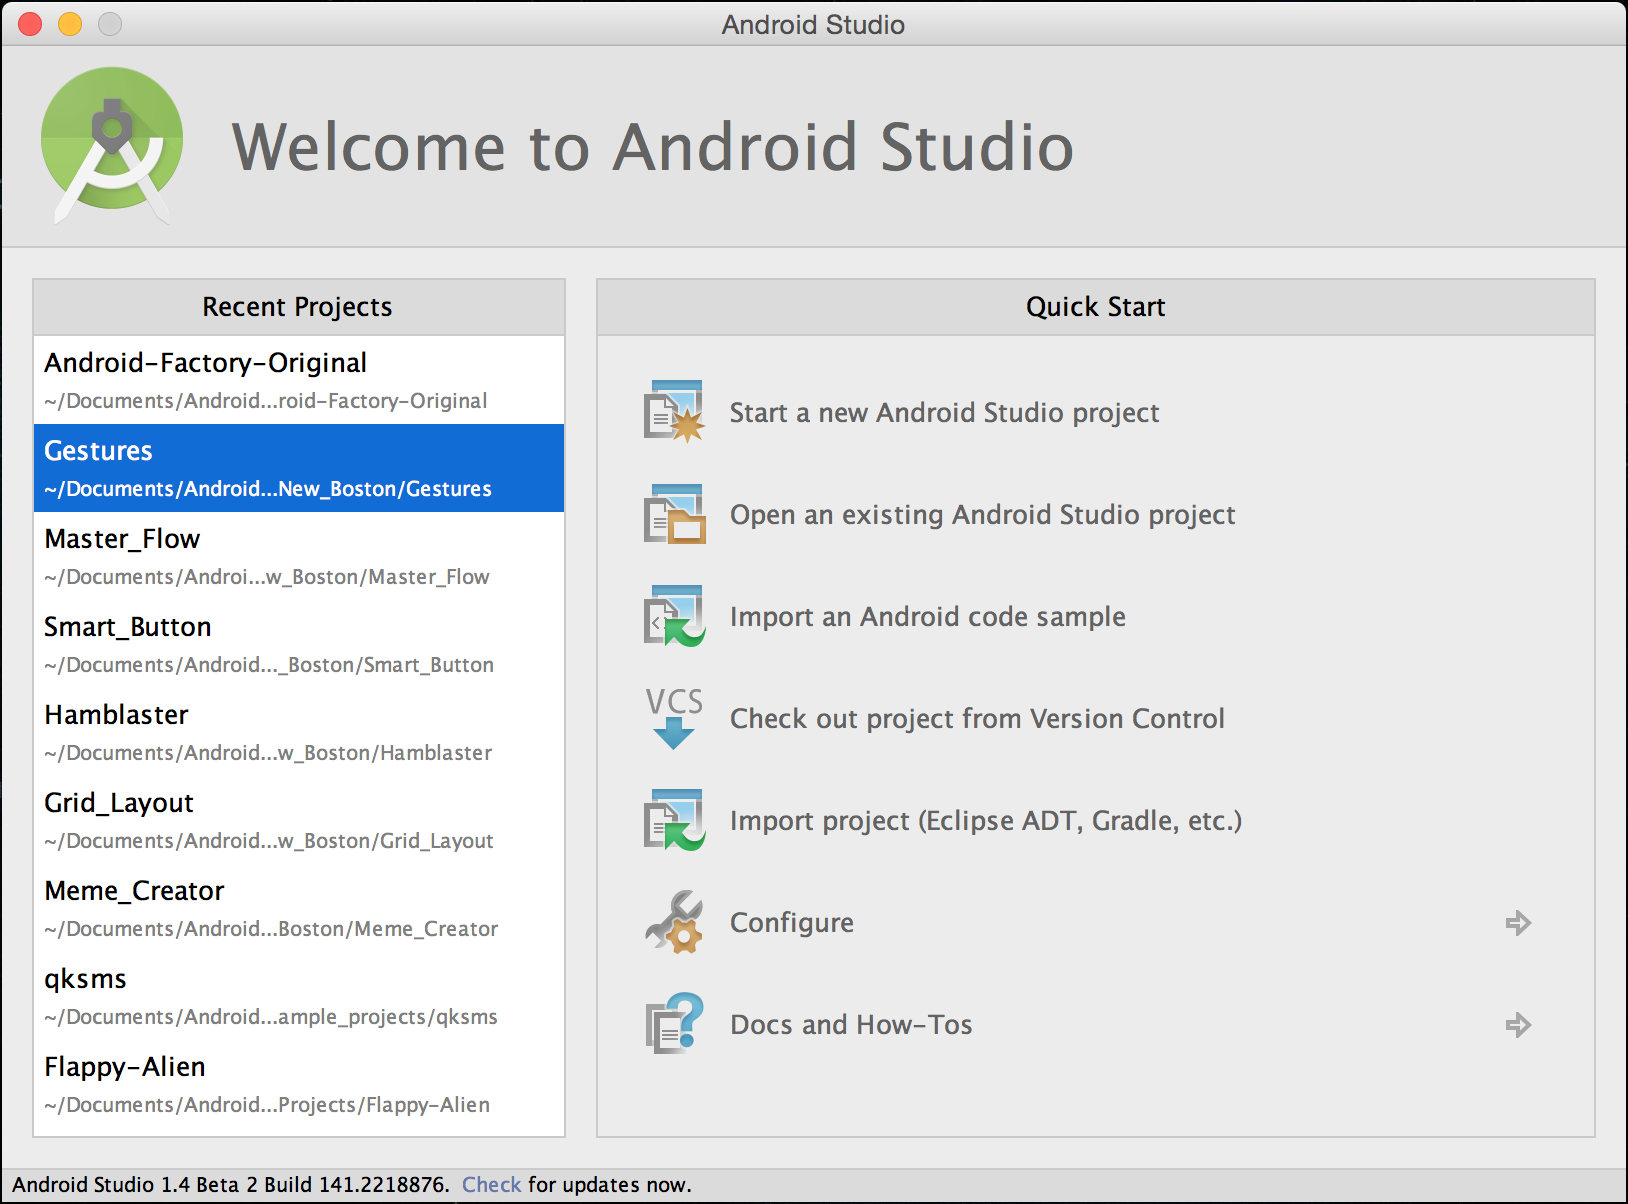 Android Studio
Welcome to Android Studio
Recent Projects
Android-Factory-Original
~/Documents/Android...roid-Factory-Original
Gestures
~/Documents/Android...New_Boston/Gestures
Master_Flow
~/Documents/Androi...w_Boston/Master_Flow
Smart_Button
~/Documents/Android..._Boston/Smart_Button
Hamblaster
~/Documents/Android...w_Boston/Hamblaster
Grid_Layout
~/Documents/Android...w_Boston/Grid_Layout
Meme_Creator
~/Documents/Android...Boston/Meme_Creator
qksms
~/Documents/Android...ample_projects/qksms
Flappy-Alien
~/Documents/Android...Projects/Flappy-Alien
Quick Start
Start a new Android Studio project
Open an existing Android Studio project
Import an Android code sample
VCS
Check out project from Version Control
Import project (Eclipse ADT, Gradle, etc.)
Configure
Docs and How-Tos
Android Studio 1.4 Beta 2 Build 141.2218876. Check for updates now.